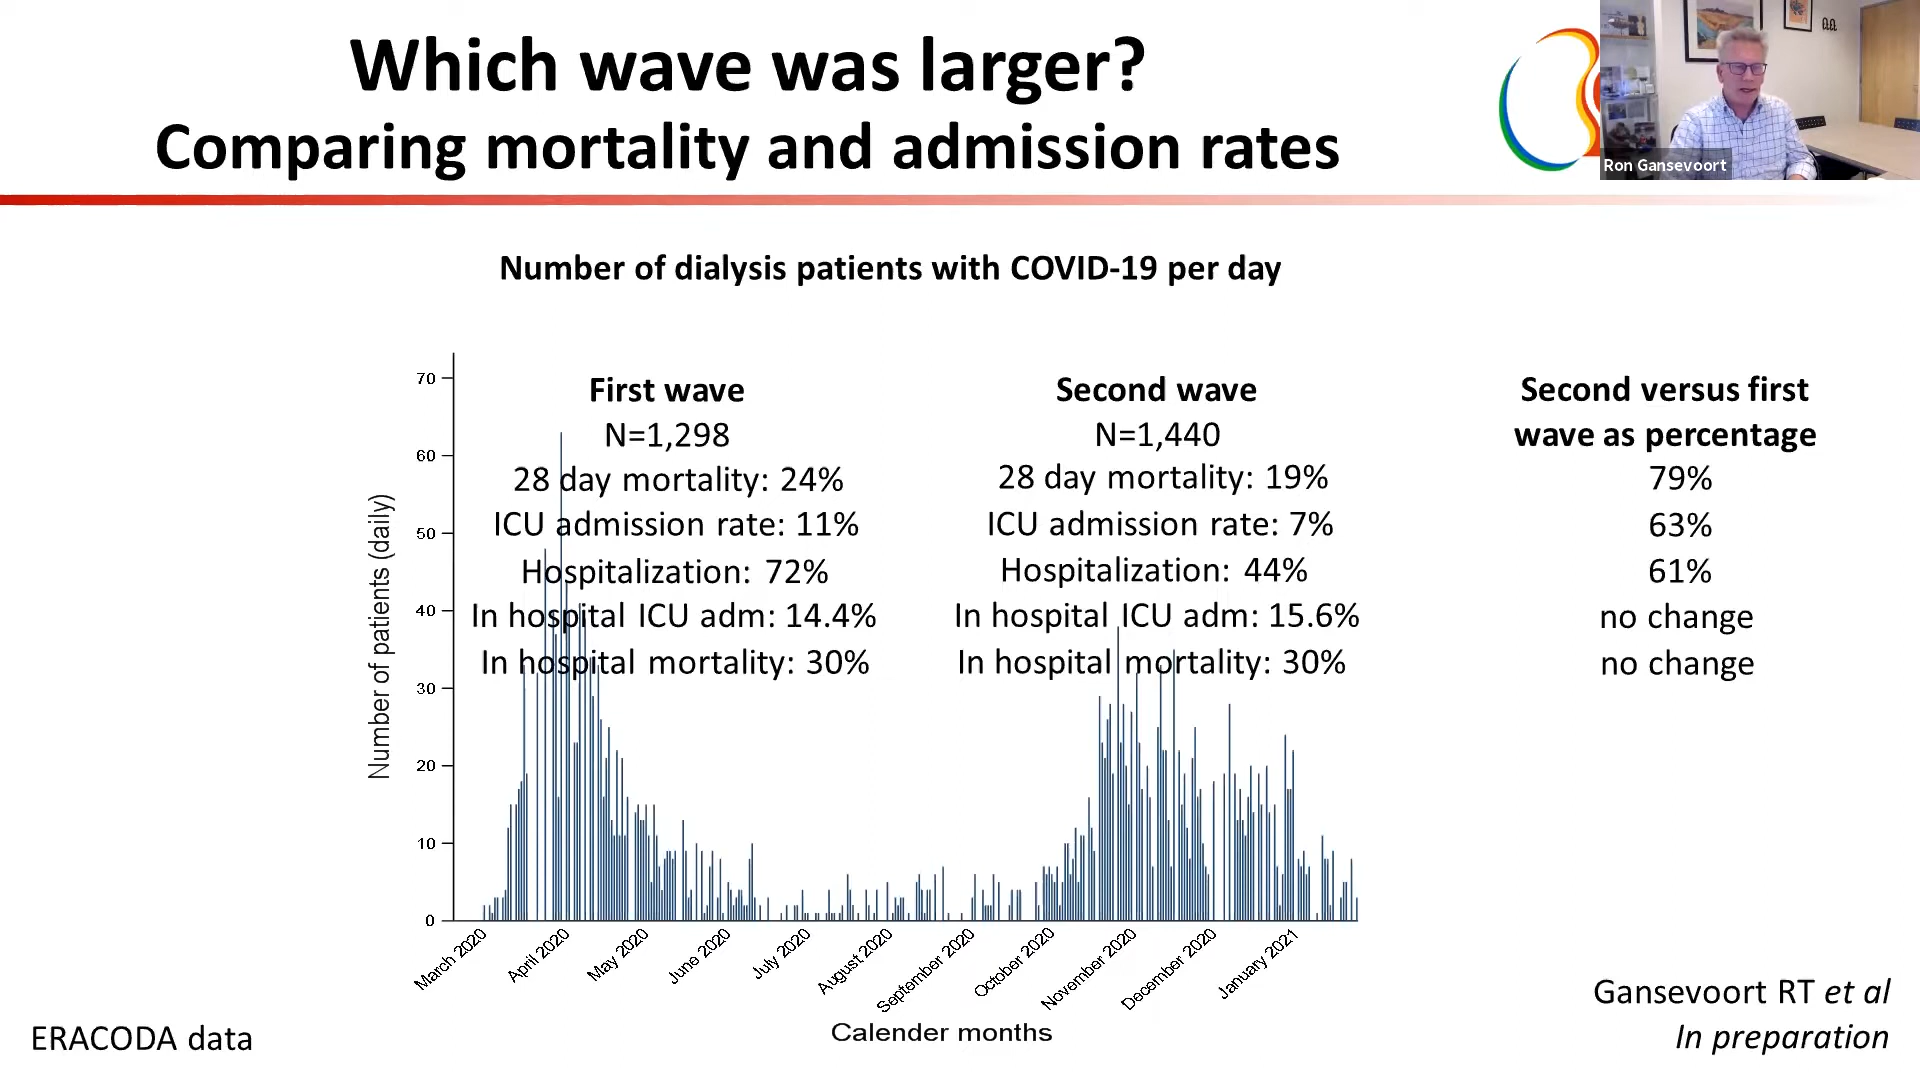 Which wave was larger?
Comparing mortality and admission rates
Ron Gansevoort
Number of dialysis patients with COVID-19 per day
First wave
N=1,298
28 day mortality: 24%
ICU admission rate: 11%
Hospitalization: 72%
In hospital ICU adm: 14.4%
In hospital mortality: 30%
Second wave
N=1,440
28 day mortality: 19%
ICU admission rate: 7%
Hospitalization: 44%
In hospital ICU adm: 15.6%
In hospital mortality: 30%
Second versus first
wave as percentage
79%
63%
61%
no change
no change
Number of patients (daily)
70
60
50
40
30
20
10
0
March 2020
April 2020
May 2020
June 2020
July 2020
August 2020
September 2020
October 2020
November 2020
December 2020
January 2021
Calender months
ERACODA data
Gansevoort RT et al
In preparation